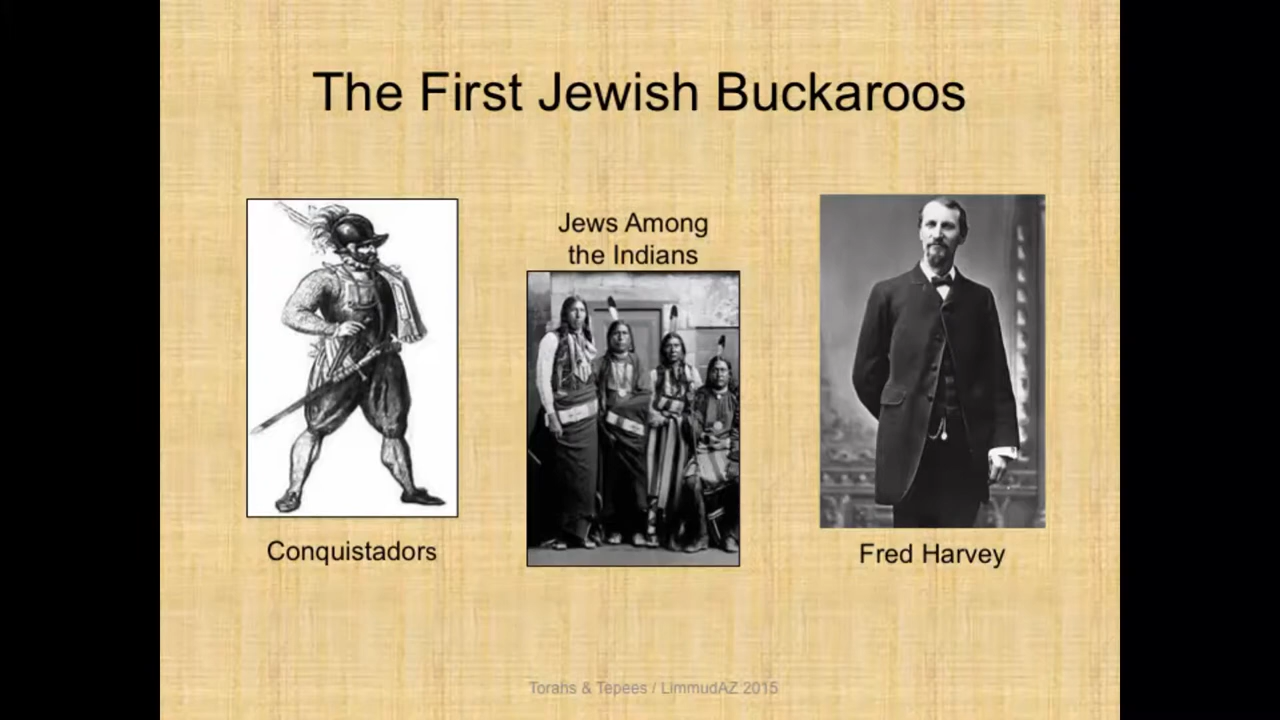 The First Jewish Buckaroos
Jews Among
the Indians
Conquistadors
Fred Harvey
Torahs & Tepees / LimmudAZ 2015